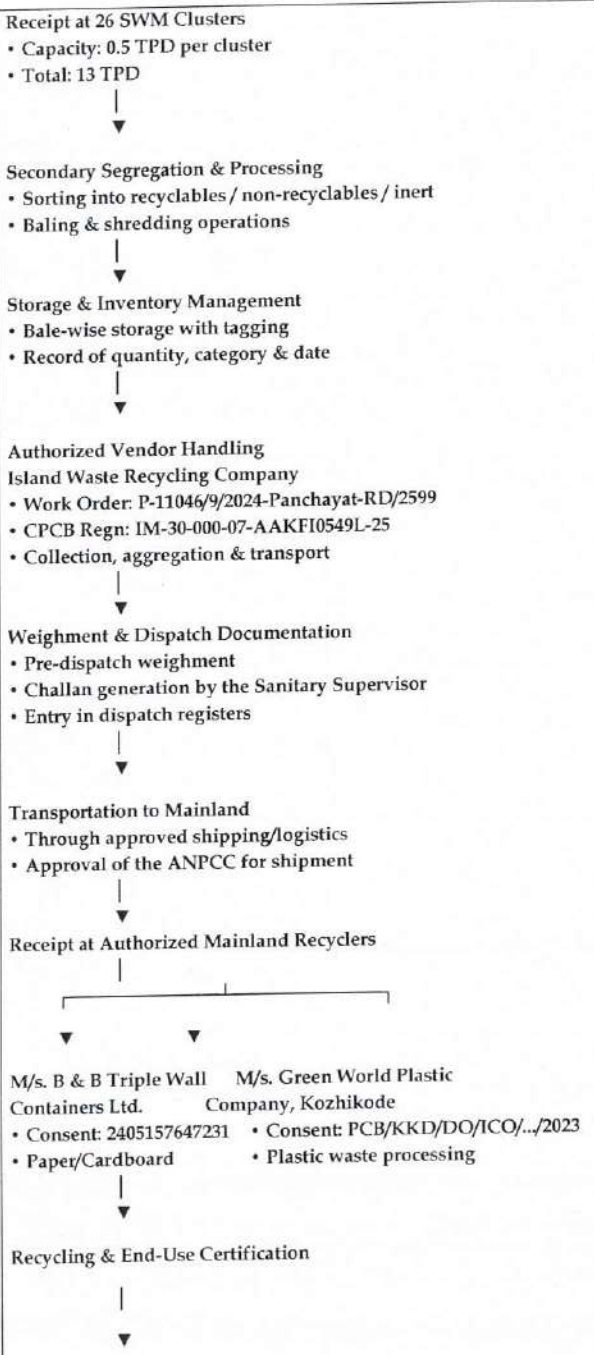 Receipt at 26 SWM Clusters
• Capacity: 0.5 TPD per cluster
• Total: 13 TPD
Secondary Segregation & Processing
• Sorting into recyclables / non-recyclables / inert
• Baling & shredding operations
Storage & Inventory Management
• Bale-wise storage with tagging
• Record of quantity, category & date
Authorized Vendor Handling
Island Waste Recycling Company
• Work Order: P-11046/9/2024-Panchayat-RD/2599
• CPCB Regn: IM-30-000-07-AAKFI0549L-25
• Collection, aggregation & transport
Weighment & Dispatch Documentation
• Pre-dispatch weighment
• Challan generation by the Sanitary Supervisor
• Entry in dispatch registers
Transportation to Mainland
• Through approved shipping/logistics
• Approval of the ANPCC for shipment
Receipt at Authorized Mainland Recyclers
M/s. B & B Triple Wall M/s. Green World Plastic
Containers Ltd. Company, Kozhikode
• Consent: 2405157647231 • Consent: PCB/KKD/DO/ICO/.../2023
• Paper/Cardboard • Plastic waste processing
Recycling & End-Use Certification